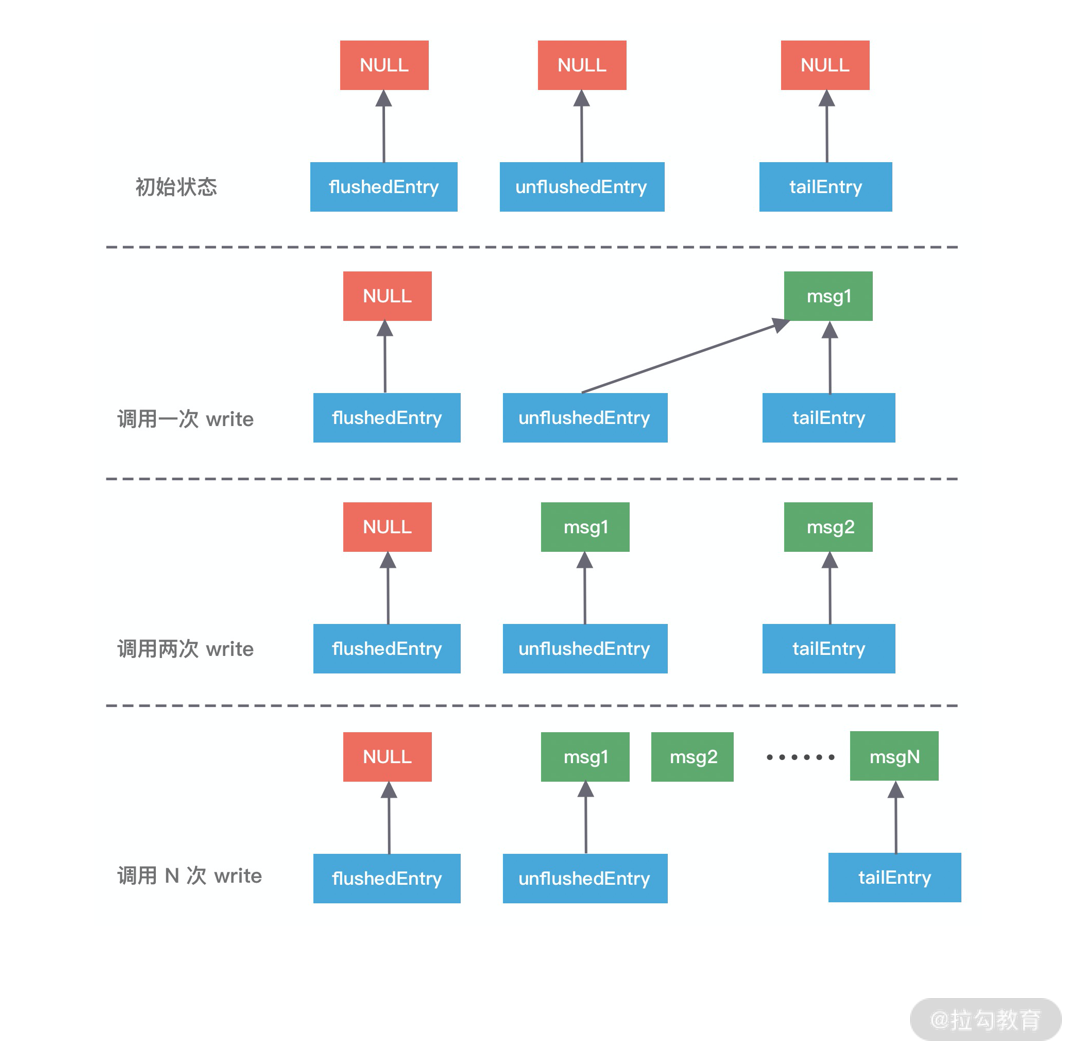 NULL NULL NULL
初始状态 flushedEntry unflushedEntry tailEntry
NULL msg1
调用一次 write flushedEntry unflushedEntry tailEntry
NULL msg1 msg2
调用两次 write flushedEntry unflushedEntry tailEntry
NULL msg1 msg2 ······ msgN
调用 N 次 write flushedEntry unflushedEntry tailEntry
@拉勾教育